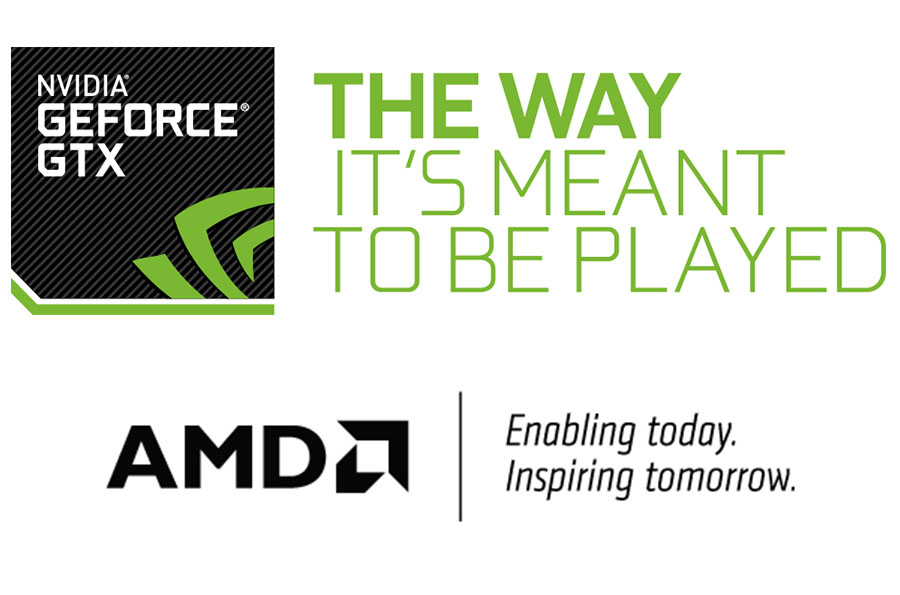 NVIDIA®
GEFORCE®
GTX
THE WAY
IT'S MEANT
TO BE PLAYED
AMD
Enabling today.
Inspiring tomorrow.